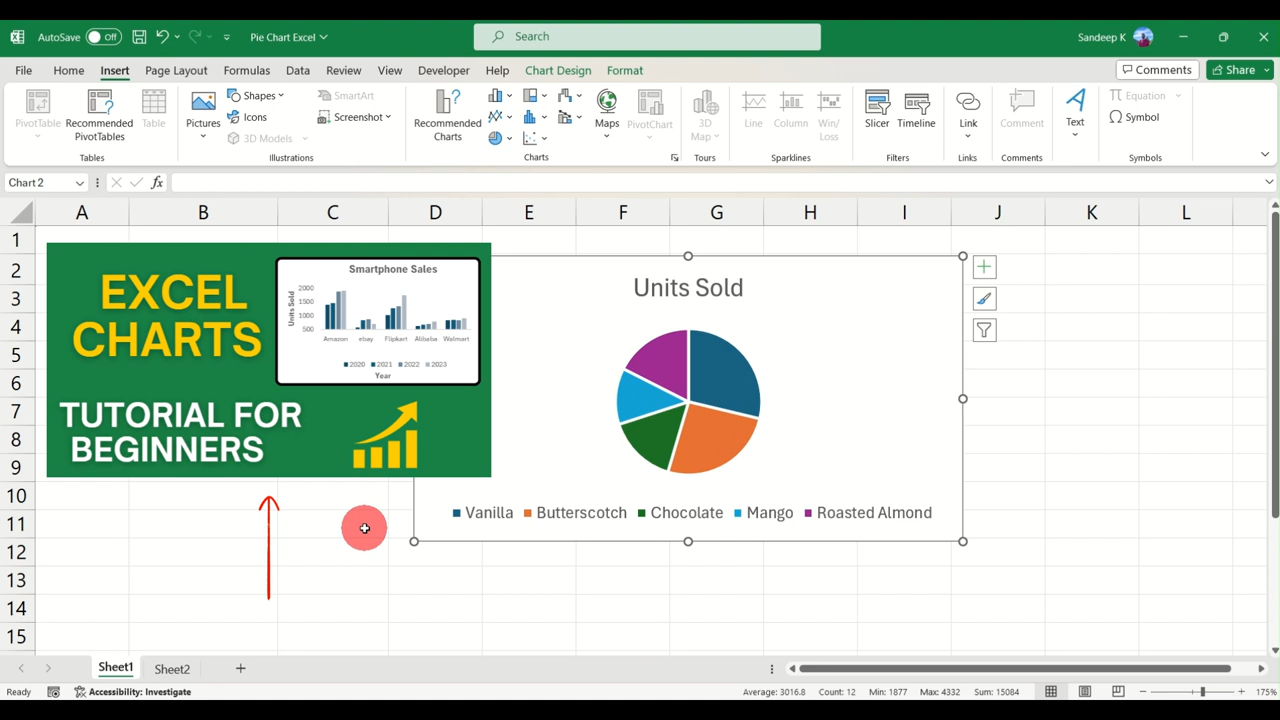 AutoSave Off Pie Chart Excel Search Sandeep K
File Home Insert Page Layout Formulas Data Review View Developer Help Chart Design Format Comments Share
PivotTable Recommended PivotTables Table
Tables
Pictures Shapes Icons 3D Models SmartArt Screenshot
Illustrations
Recommended Charts Maps PivotChart
Charts
3D Map
Tours
Line Column Win/Loss
Sparklines
Slicer Timeline
Filters
Link
Links
Comment
Comments
Text
Equation Symbol
Symbols
Chart2 fx
A B C D E F G H I J K L
1
2
3
4
5
6
7
8
9
10
11
12
13
14
15
EXCEL
CHARTS
TUTORIAL FOR
BEGINNERS
Smartphone Sales
Units Sold
2000
1500
1000
500
Amazon ebay Flipkart Alibaba Walmart
2020 2021 2022 2023
Year
Units Sold
Vanilla Butterscotch Chocolate Mango Roasted Almond
Sheet1 Sheet2
Ready Accessibility: Investigate Average: 3016.8 Count: 12 Min: 1877 Max: 4332 Sum: 15084 175%